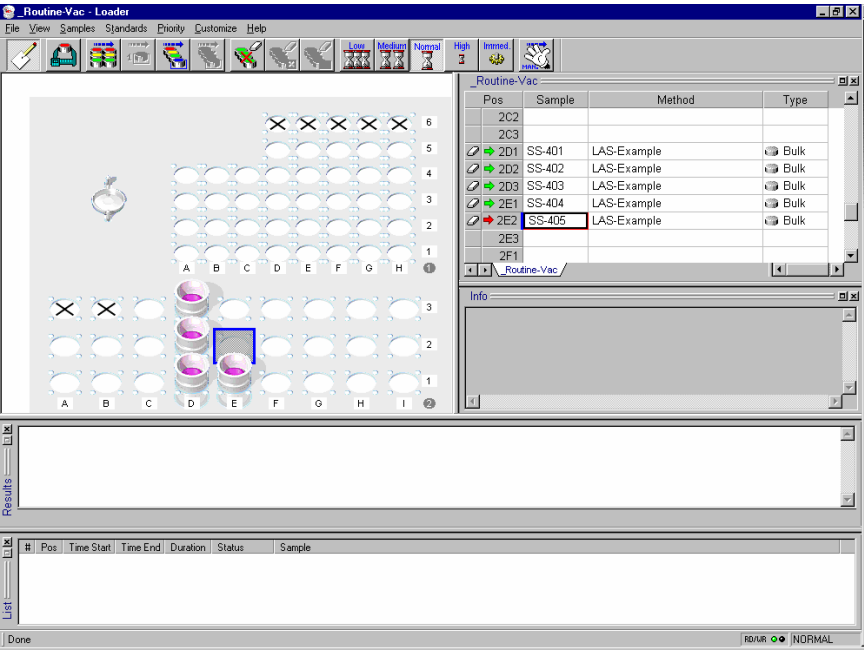 _Routine-Vac - Loader
File View Samples Standards Priority Customize Help
Low Medium Normal High Immed. MAN.
_Routine-Vac
Pos Sample Method Type
2C2
2C3
2D1 SS-401 LAS-Example Bulk
2D2 SS-402 LAS-Example Bulk
2D3 SS-403 LAS-Example Bulk
2E1 SS-404 LAS-Example Bulk
2E2 SS-405 LAS-Example Bulk
2E3
2F1
_Routine-Vac
6
5
4
3
2
1
A B C D E F G H 1
3
2
1
A B C D E F G H I 2
Info
Results
# Pos Time Start Time End Duration Status Sample
List
Done RD/WR NORMAL